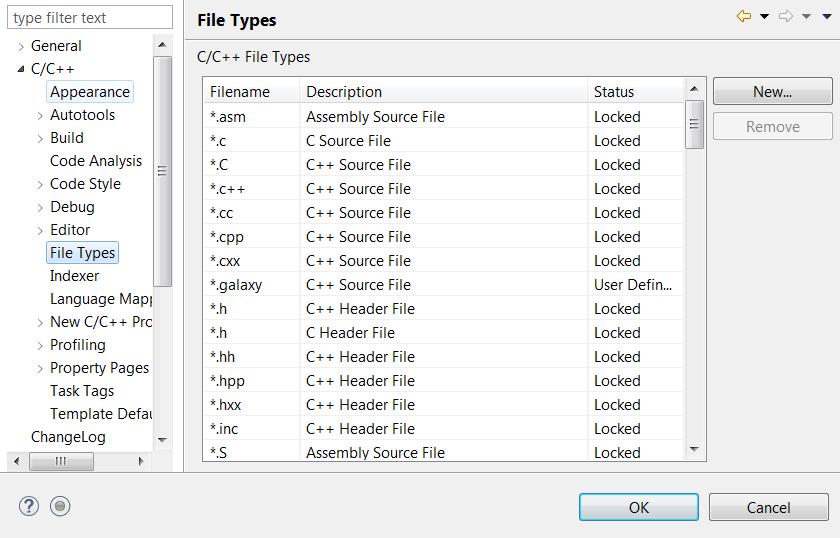 type filter text
General
C/C++
Appearance
Autotools
Build
Code Analysis
Code Style
Debug
Editor
File Types
Indexer
Language Mapp
New C/C++ Pro
Profiling
Property Pages
Task Tags
Template Defau
ChangeLog
File Types
C/C++ File Types
Filename Description Status
*.asm Assembly Source File Locked
*.c C Source File Locked
*.C C++ Source File Locked
*.c++ C++ Source File Locked
*.cc C++ Source File Locked
*.cpp C++ Source File Locked
*.cxx C++ Source File Locked
*.galaxy C++ Source File User Defin...
*.h C++ Header File Locked
*.h C Header File Locked
*.hh C++ Header File Locked
*.hpp C++ Header File Locked
*.hxx C++ Header File Locked
*.inc C++ Header File Locked
*.S Assembly Source File Locked
New...
Remove
?
OK
Cancel